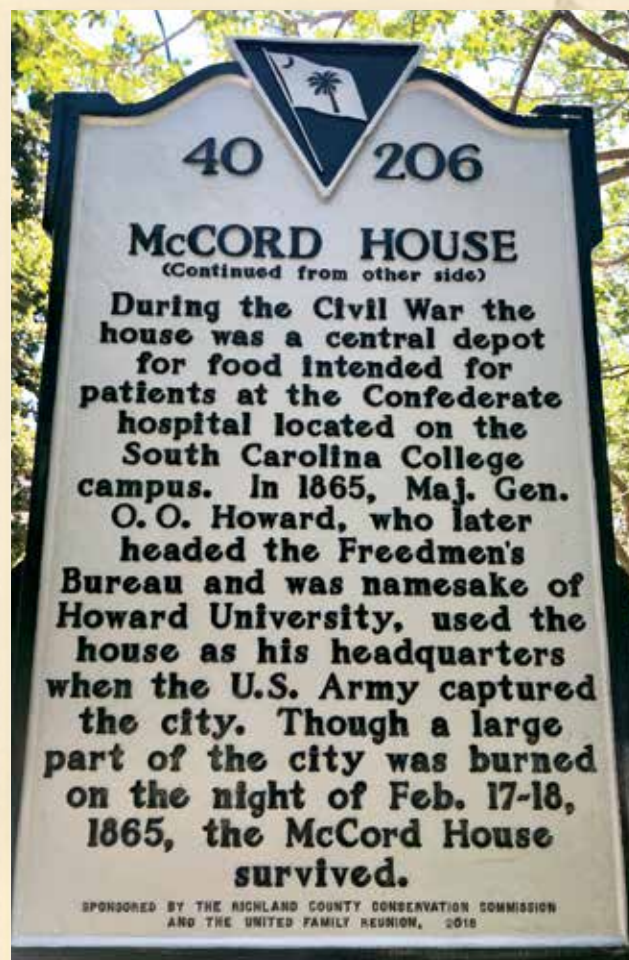 40 206
McCORD HOUSE
(Continued from other side)
During the Civil War the
house was a central depot
for food intended for
patients at the Confederate
hospital located on the
South Carolina College
campus. In 1865, Maj. Gen.
O. O. Howard, who later
headed the Freedmen's
Bureau and was namesake of
Howard University, used the
house as his headquarters
when the U.S. Army captured
the city. Though a large
part of the city was burned
on the night of Feb. 17-18,
1865, the McCord House
survived.
SPONSORED BY THE RICHLAND COUNTY CONSERVATION COMMISSION
AND THE UNITED FAMILY REUNION,